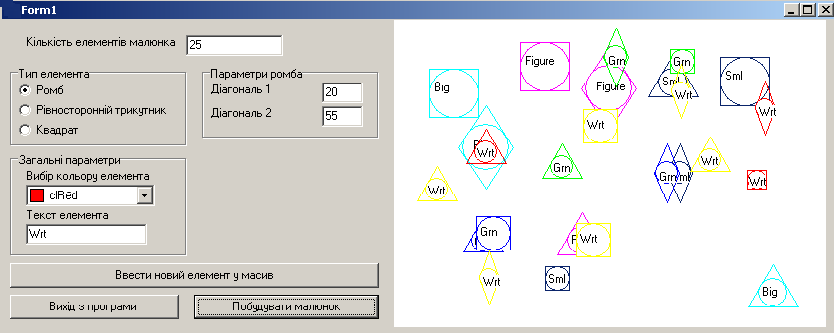 Form1
Кількість елементів малюнка
25
Тип елемента
Ромб
Рівносторонній трикутник
Квадрат
Параметри ромба
Діагональ 1
20
Діагональ 2
55
Загальні параметри
Вибір кольору елемента
clRed
Текст елемента
Wrt
Ввести новий елемент у масив
Вихід з програми
Побудувати малюнок
Figure
Grn
Grn
Sml
Big
Figure
Sml
Wrt
Wrt
Wrt
Wrt
Grn
Wrt
Wrt
Grn
Wrt
Grn
Wrt
Wrt
Sml
Big